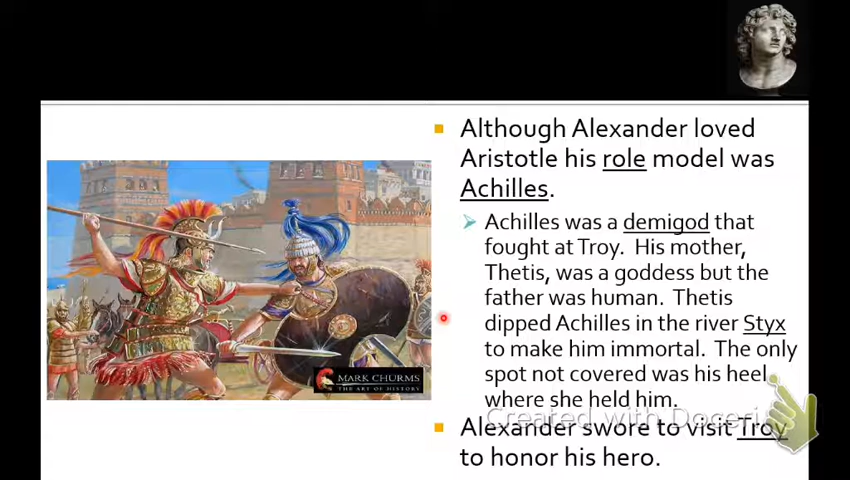 Although Alexander loved
Aristotle his role model was
Achilles.
Achilles was a demigod that
fought at Troy. His mother,
Thetis, was a goddess but the
father was human. Thetis
dipped Achilles in the river Styx
to make him immortal. The only
spot not covered was his heel
where she held him.
Created with Doceri
Alexander swore to visit Troy
to honor his hero.
MARK CHURMS
THE ART OF HISTORY